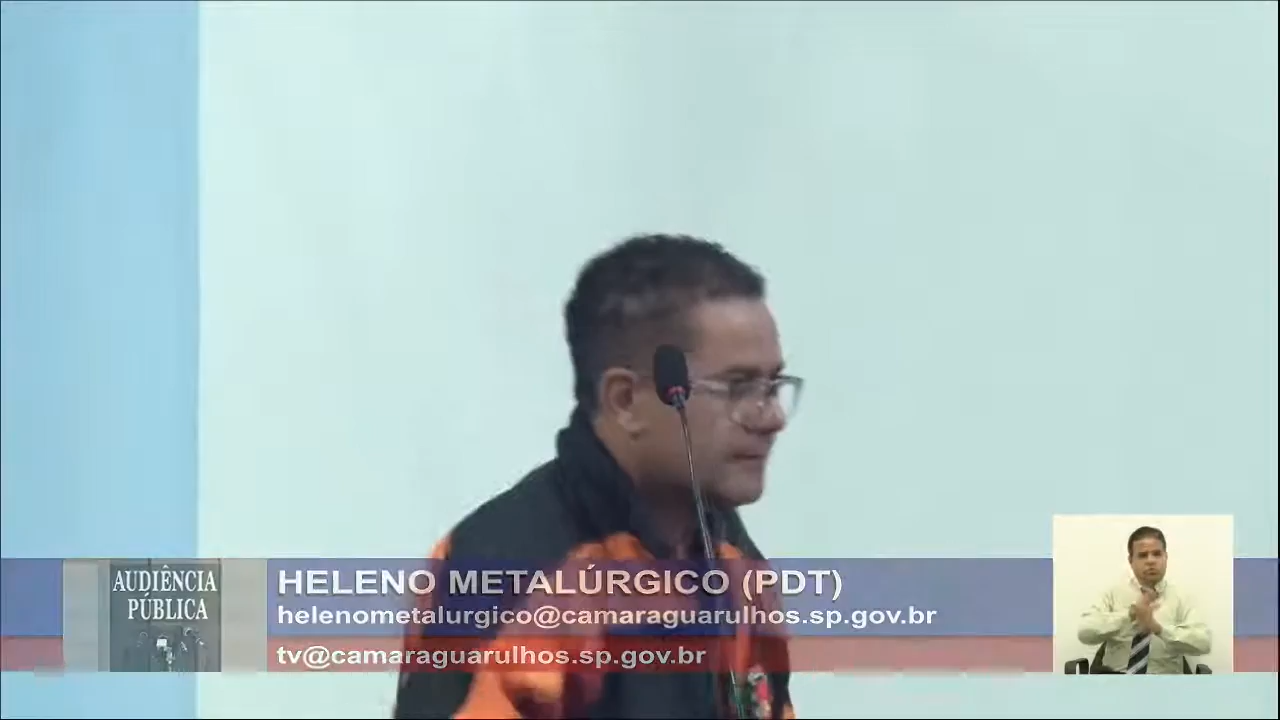 AUDIÊNCIA
PÚBLICA
HELENO METALÚRGICO (PDT)
helenometalurgico@camaraguarulhos.sp.gov.br
tv@camaraguarulhos.sp.gov.br